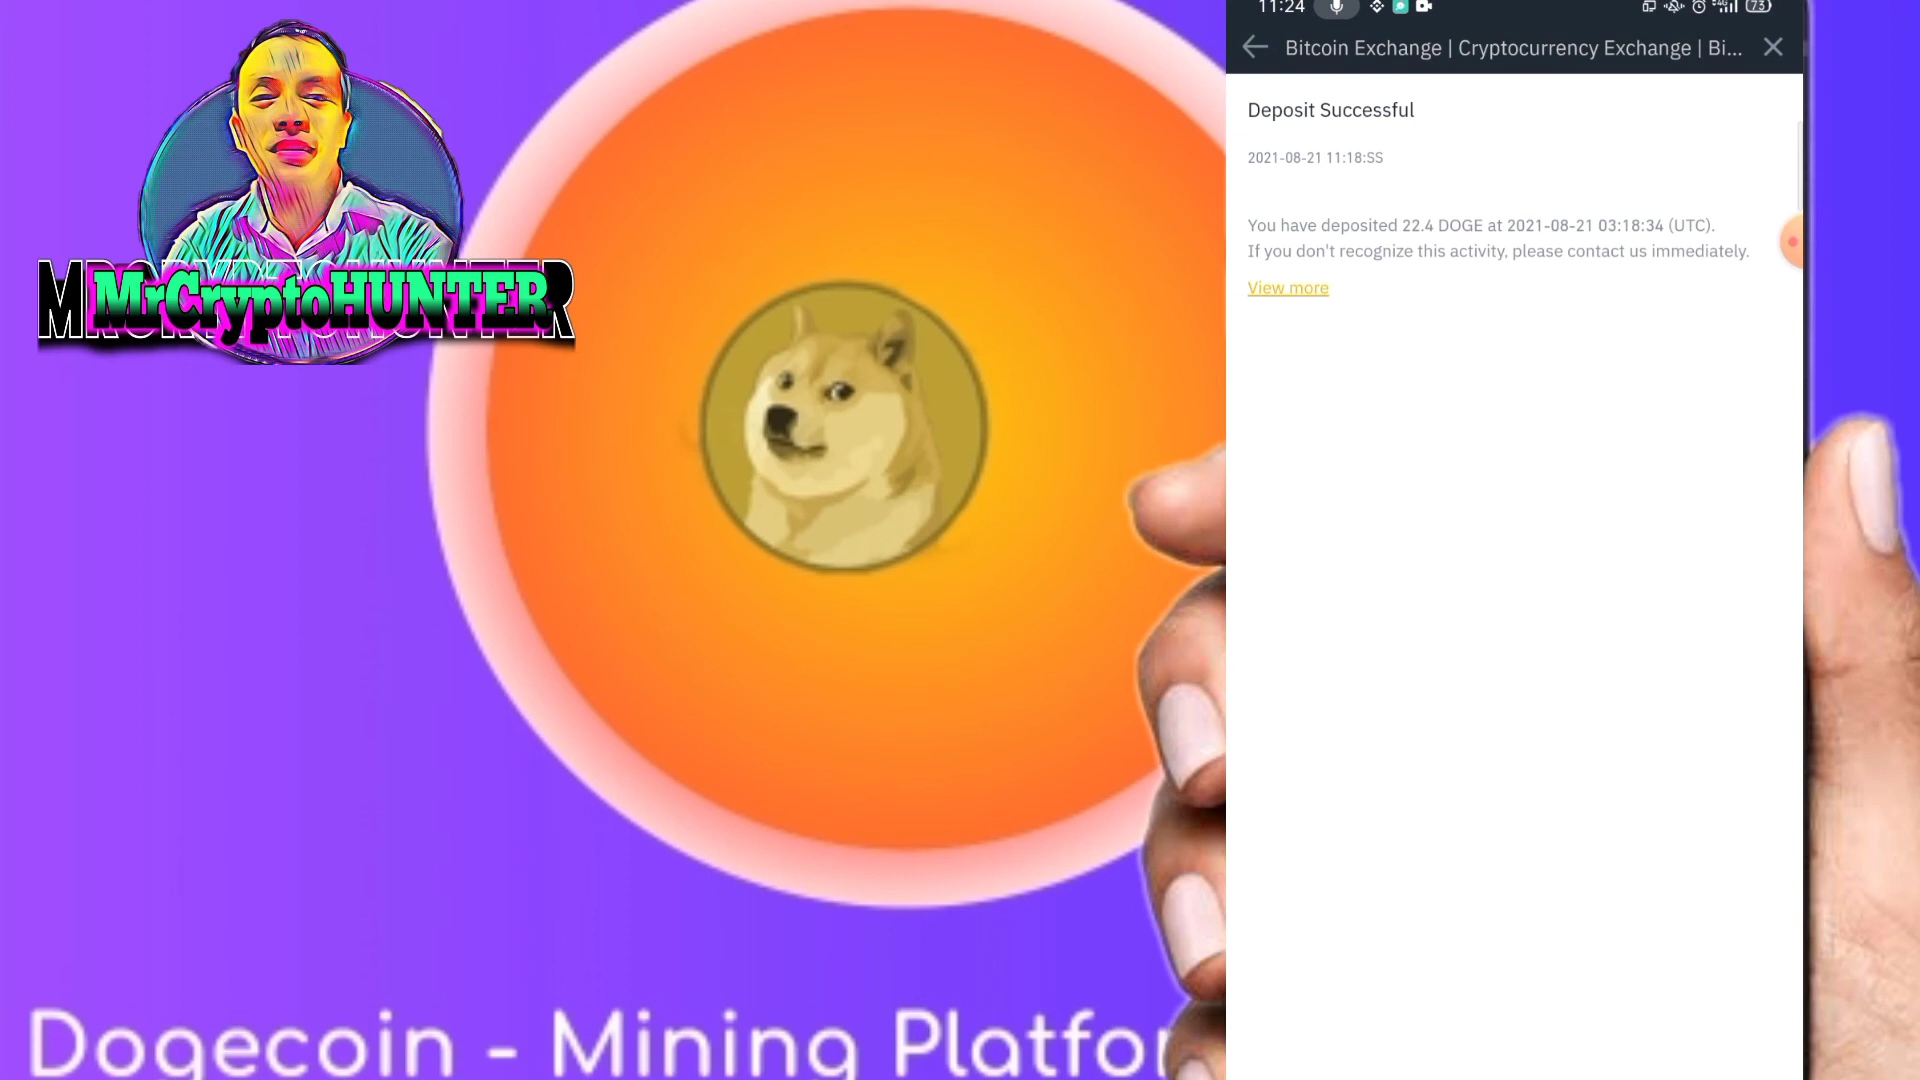 MrCryptoHUNTER
11:24
73
Bitcoin Exchange | Cryptocurrency Exchange | Bi...
Deposit Successful
2021-08-21 11:18:SS
You have deposited 22.4 DOGE at 2021-08-21 03:18:34 (UTC).
If you don't recognize this activity, please contact us immediately.
View more
Dogecoin - Mining Platfor